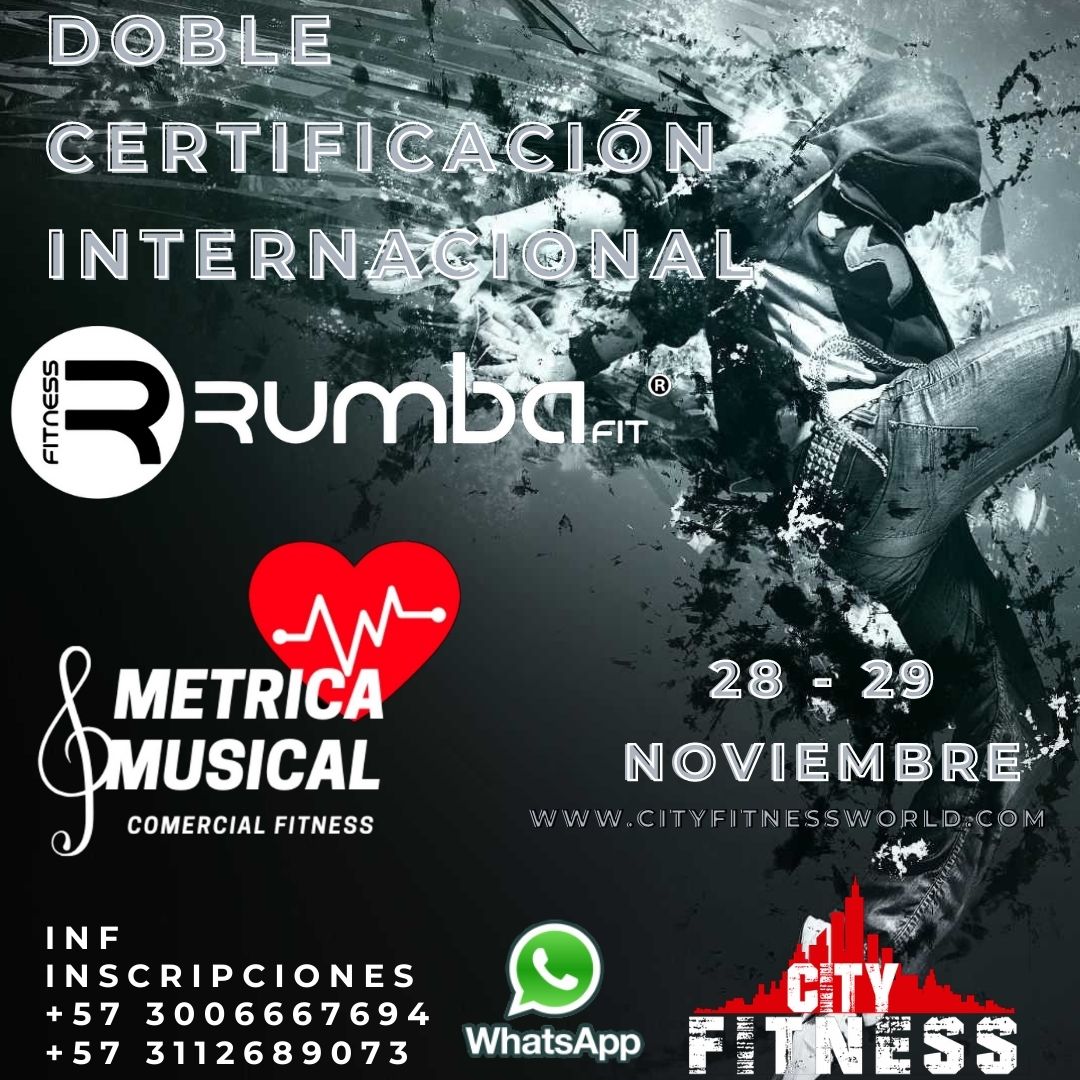 DOBLE
CERTIFICACIÓN
INTERNACIONAL
FITNESS R RUMBA FIT ®
METRICA
MUSICAL
COMERCIAL FITNESS
28 - 29
NOVIEMBRE
WWW.CITYFITNESSWORLD.COM
INF
INSCRIPCIONES
+57 3006667694
+57 3112689073
WhatsApp
CITY
FITNESS